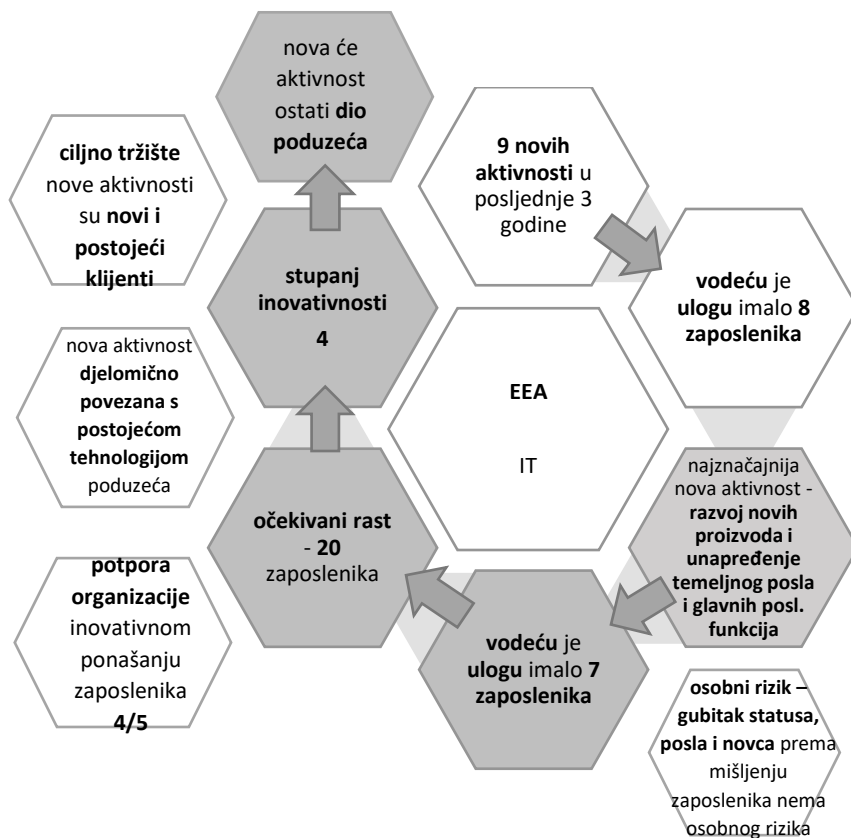 nova će
aktivnost
ostati dio
poduzeća
9 novih
aktivnosti u
posljednje 3
godine
ciljno tržište
nove aktivnosti
su novi i
postojeći
klijenti
stupanj
inovativnosti
4
vodeću je
ulogu imalo 8
zaposlenika
nova aktivnost
djelomično
povezana s
postojećom
tehnologijom
poduzeća
EEA
IT
najznačajnija
nova aktivnost -
razvoj novih
proizvoda i
unapređenje
temeljnog posla
i glavnih posl.
funkcija
očekivani rast
- 20
zaposlenika
potpora
organizacije
inovativnom
ponašanju
zaposlenika
4/5
vodeću je
ulogu imalo 7
zaposlenika
osobni rizik –
gubitak statusa,
posla i novca prema
mišljenju
zaposlenika nema
osobnog rizika